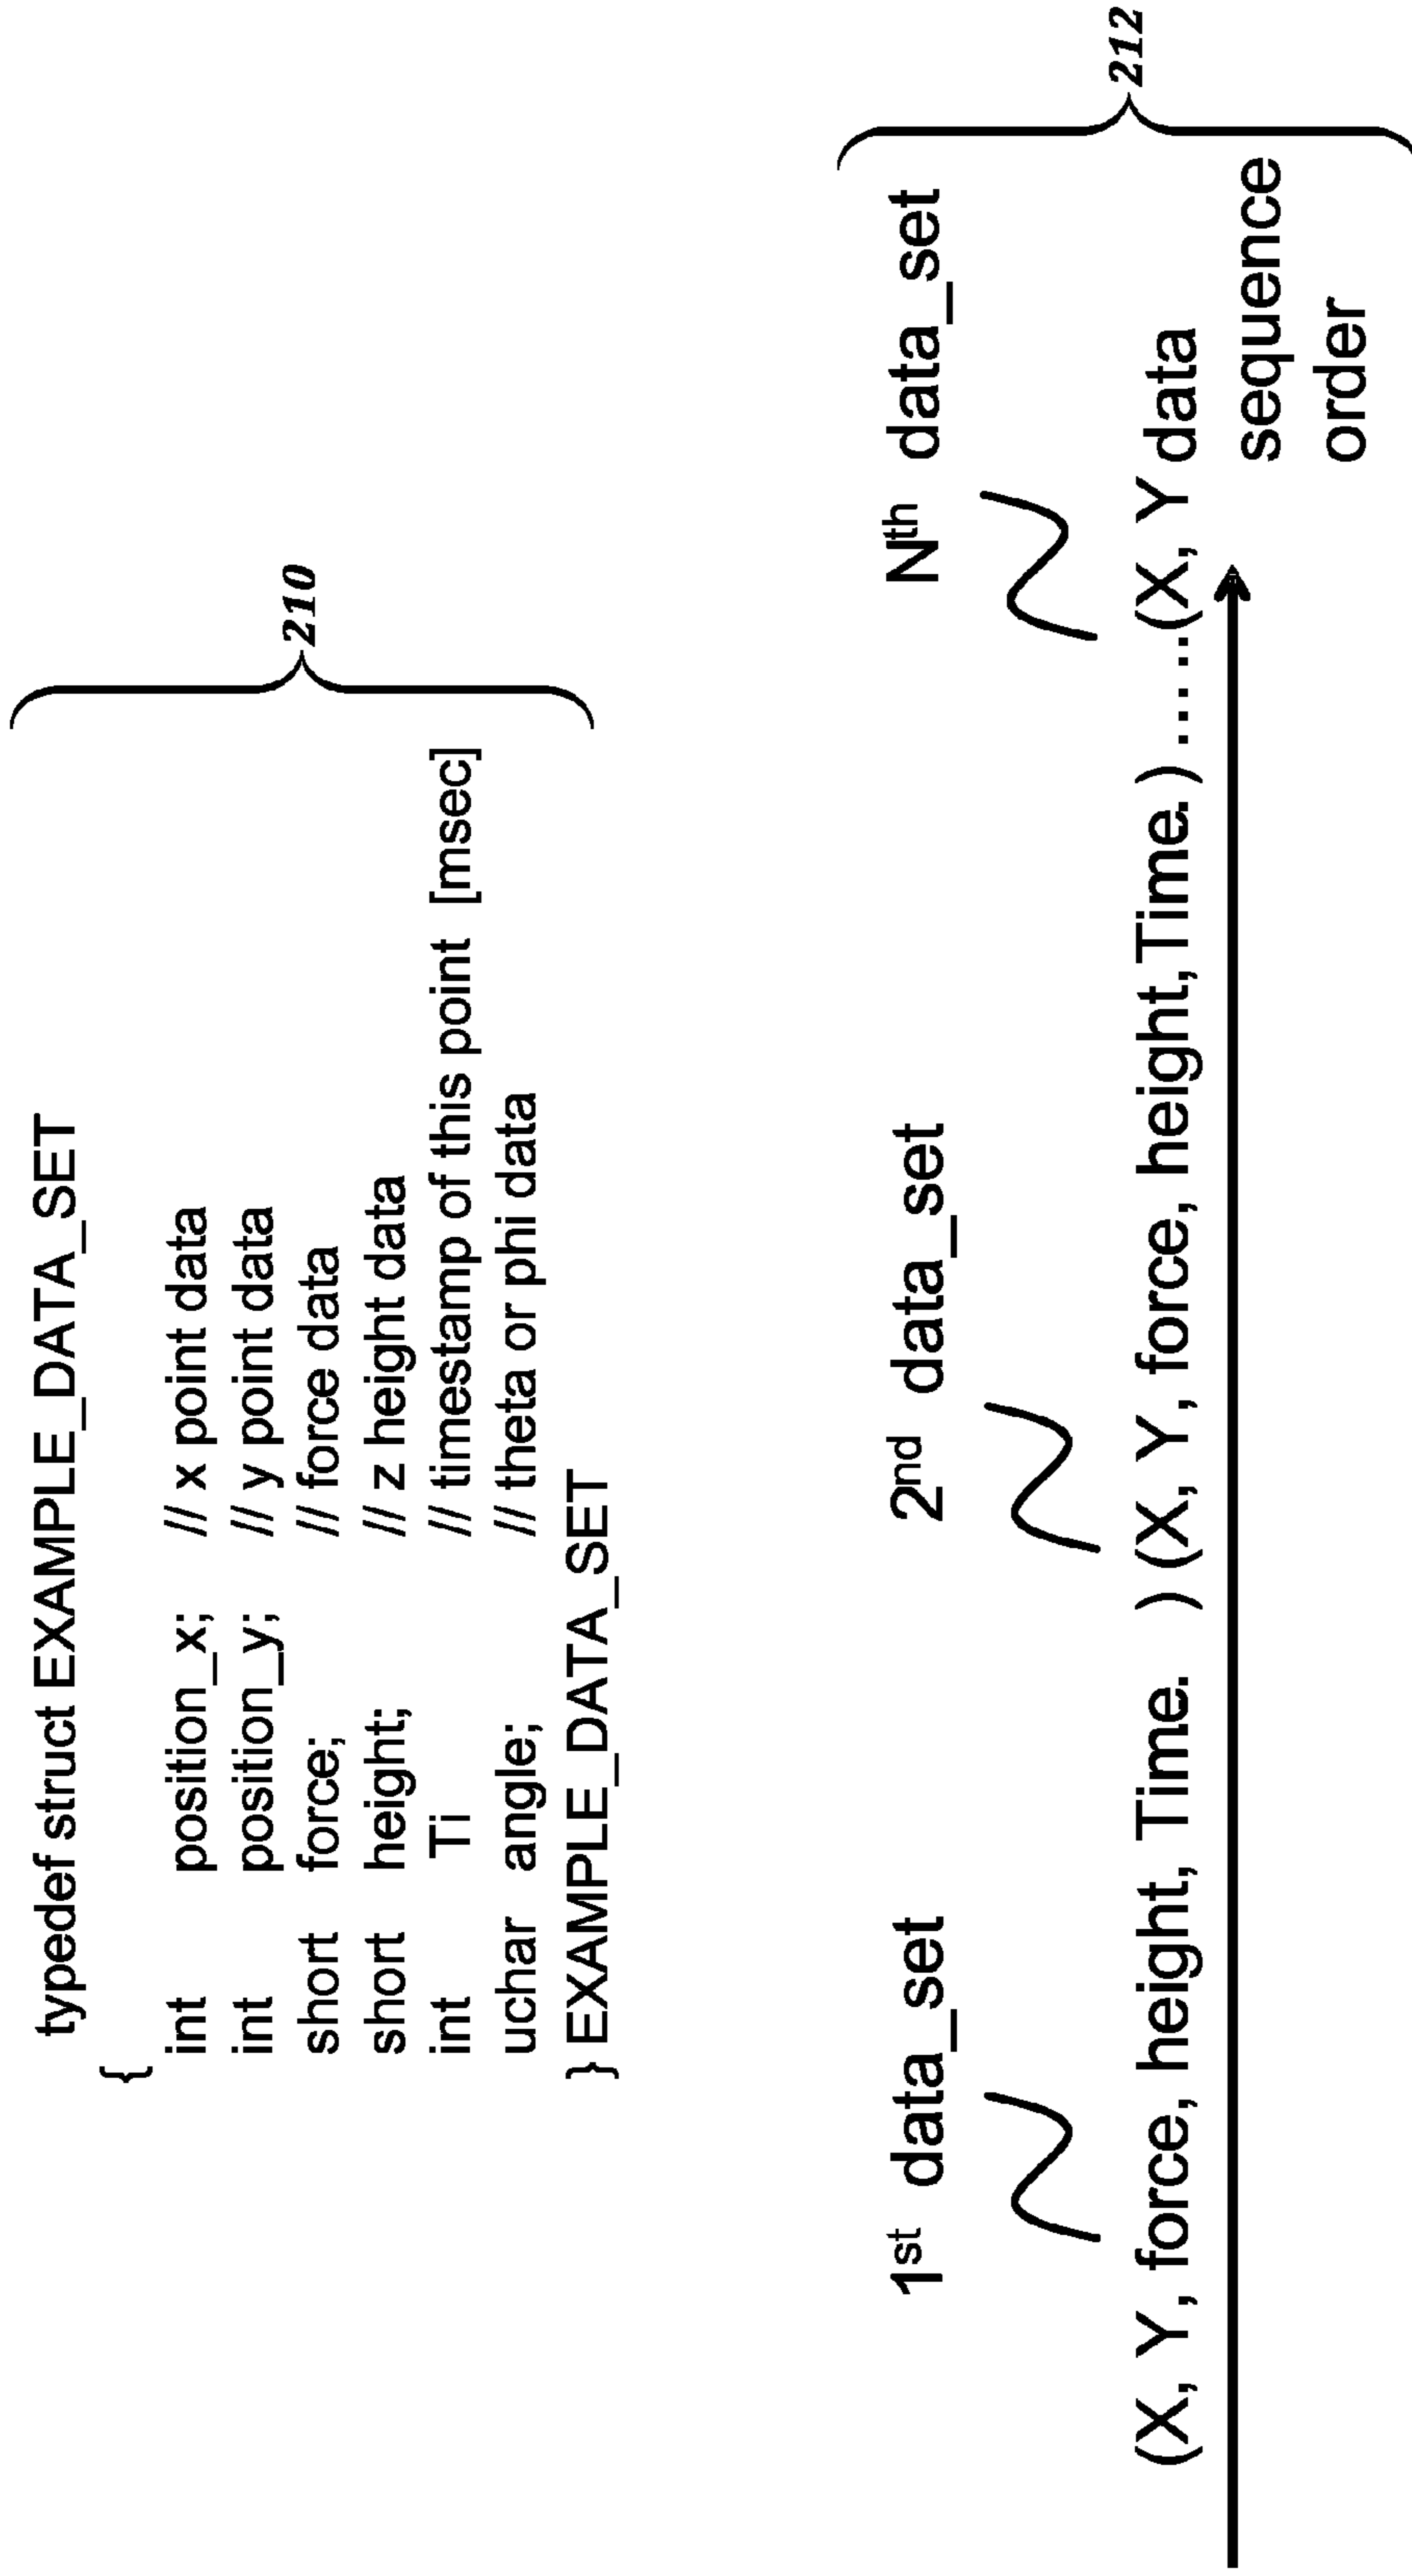 typedef struct EXAMPLE_DATA_SET
{
int position_x; // x point data
int position_y; // y point data
short force; // force data
short height; // z height data
int Ti // timestamp of this point [msec]
uchar angle; // theta or phi data
} EXAMPLE_DATA_SET
210
1st data_set 2nd data_set Nth data_set
(X, Y, force, height, Time. ) (X, Y, force, height, Time. ) ... ..(X, Y data
sequence
order
212